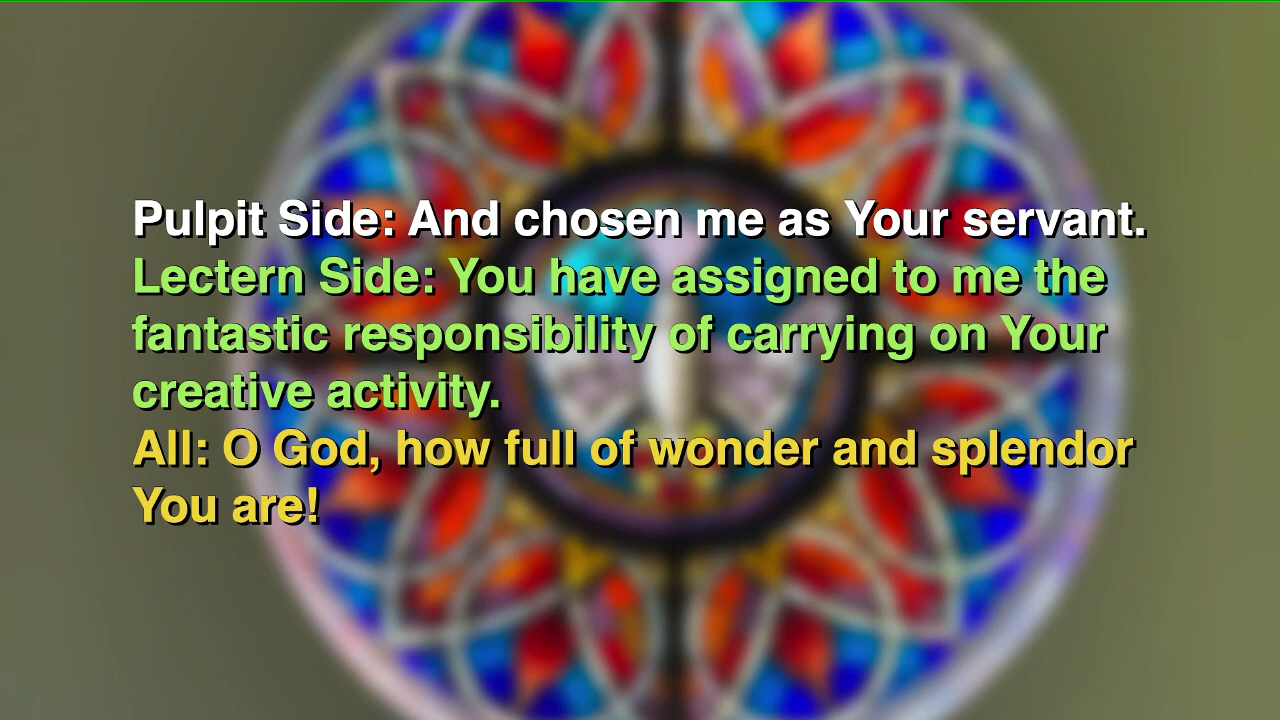 Pulpit Side: And chosen me as Your servant.
Lectern Side: You have assigned to me the
fantastic responsibility of carrying on Your
creative activity.
All: O God, how full of wonder and splendor
You are!